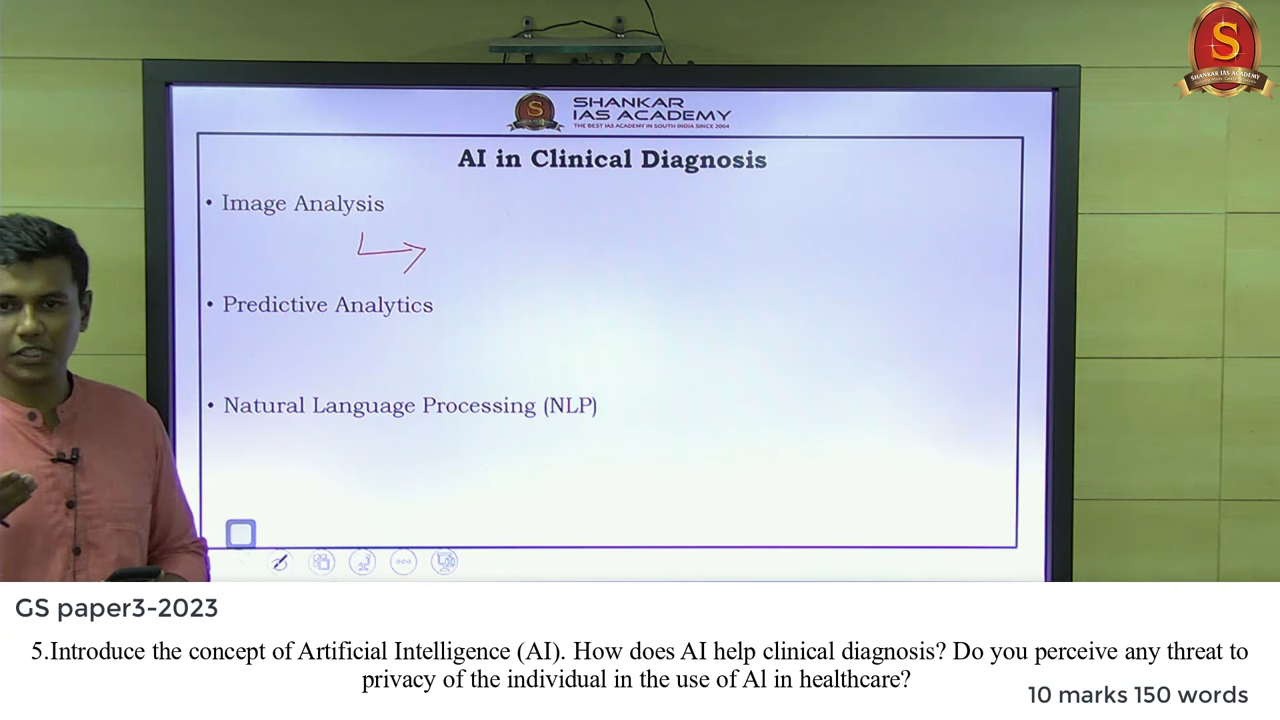 SHANKAR
IAS ACADEMY
THE BEST IAS ACADEMY IN SOUTH INDIA SINCE 2004
S
SHANKAR IAS ACADEMY
AI in Clinical Diagnosis
• Image Analysis
• Predictive Analytics
• Natural Language Processing (NLP)
GS paper3-2023
5.Introduce the concept of Artificial Intelligence (AI). How does AI help clinical diagnosis? Do you perceive any threat to
privacy of the individual in the use of Al in healthcare?
10 marks 150 words